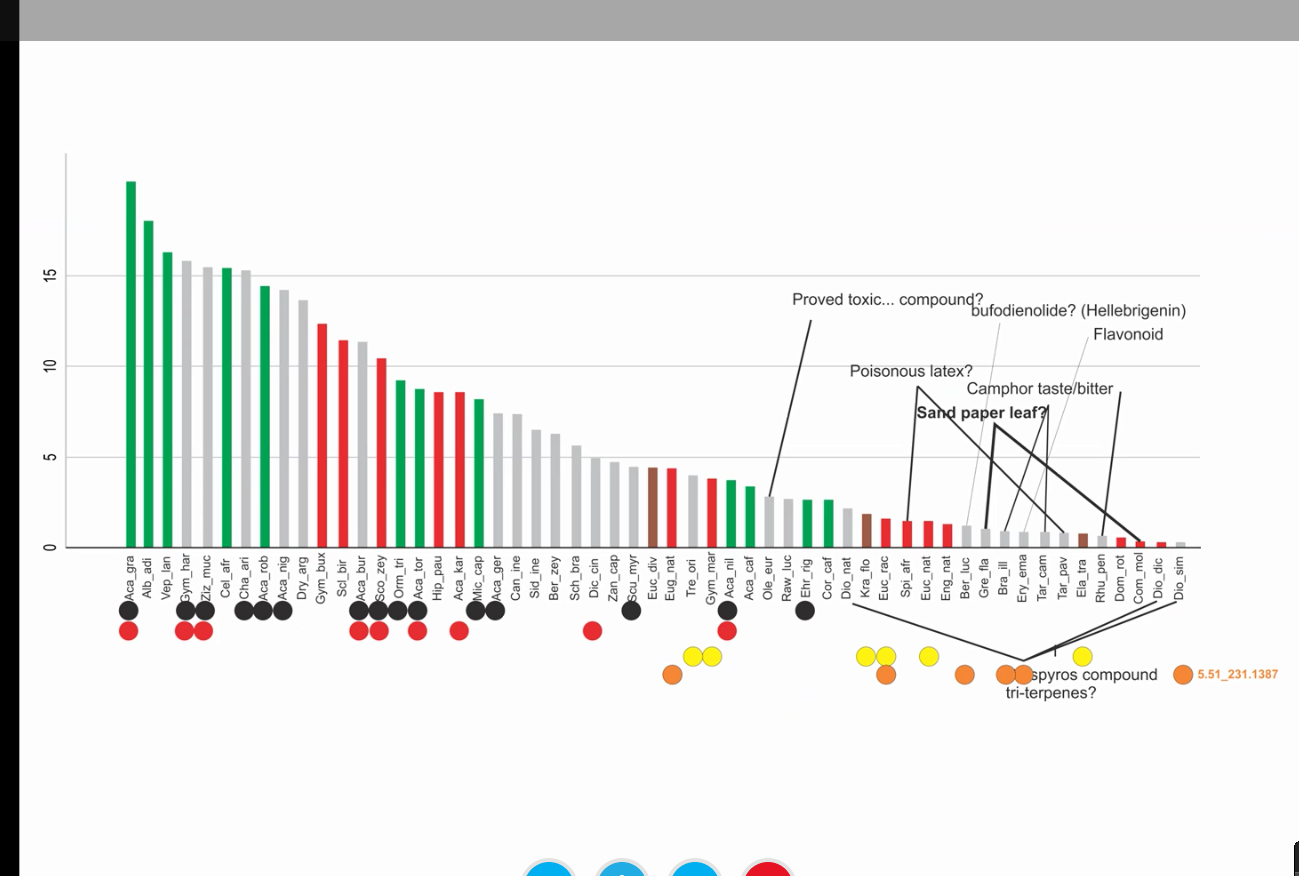 15
10
5
0
Proved toxic... compound?
bufodienolide? (Hellebrigenin)
Flavonoid
Poisonous latex?
Camphor taste/bitter
Sand paper leaf?
Aca_gra
Alb_adi
Vep_lan
Gym_har
Ziz_muc
Cel_afr
Cha_ari
Aca_rob
Aca_nig
Dry_arg
Gym_bux
Scl_bir
Aca_bur
Sco_zey
Orm_tri
Aca_tor
Hip_pau
Aca_kar
Mic_cap
Aca_ger
Can_ine
Sid_ine
Ber_zey
Sch_bra
Dic_cin
Zan_cap
Scu_myr
Euc_div
Eug_nat
Tre_ori
Gym_mar
Aca_nil
Aca_caf
Ole_eur
Raw_luc
Ehr_rig
Cor_caf
Dio_nat
Kra_flo
Euc_rac
Spi_afr
Euc_nat
Eng_nat
Ber_luc
Gre_fla
Bra_ill
Ery_ema
Tar_cam
Tar_pav
Ela_tra
Rhu_pen
Dom_rot
Com_mol
Dio_dic
Dio_sim
spyros compound
tri-terpenes?
5.51_231.1387